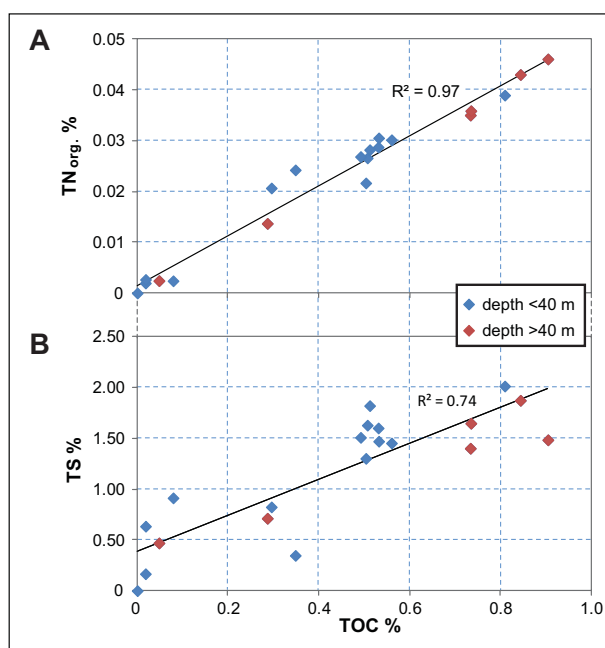 A
0.05
0.04
0.03
0.02
0.01
0
TNorg. %
R² = 0.97
depth <40 m
depth >40 m
B
2.50
2.00
1.50
1.00
0.50
0
TS %
R² = 0.74
0 0.2 0.4 0.6 0.8 1.0
TOC %